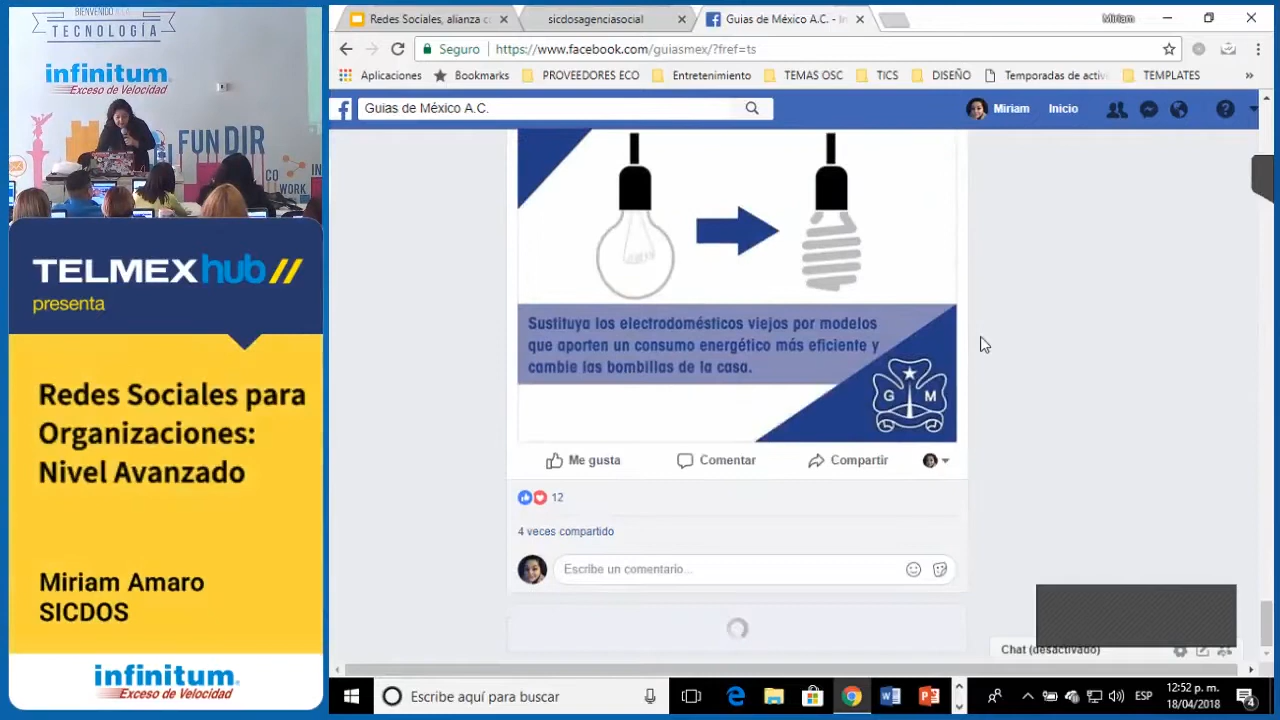 BIENVENIDO A LA
TECNOLOGÍA
infinitum
Exceso de Velocidad
FUN DIR
CO
WORK
IN
TELMEXhub//
presenta
Redes Sociales para
Organizaciones:
Nivel Avanzado
Miriam Amaro
SICDOS
infinitum
Exceso de Velocidad
Redes Sociales, alianza c
sicdosagenciasocial
Guias de México A.C. - In
Miriam
Seguro
https://www.facebook.com/guiasmex/?fref=ts
Aplicaciones
Bookmarks
PROVEEDORES ECO
Entretenimiento
TEMAS OSC
TICS
DISEÑO
Temporadas de activi
TEMPLATES
»
Guias de México A.C.
Miriam
Inicio
Sustituya los electrodomésticos viejos por modelos
que aporten un consumo energético más eficiente y
cambie las bombillas de la casa.
G M
Me gusta
Comentar
Compartir
12
4 veces compartido
Escribe un comentario...
Chat (desactivado)
Escribe aquí para buscar
ESP
12:52 p. m.
18/04/2018
4